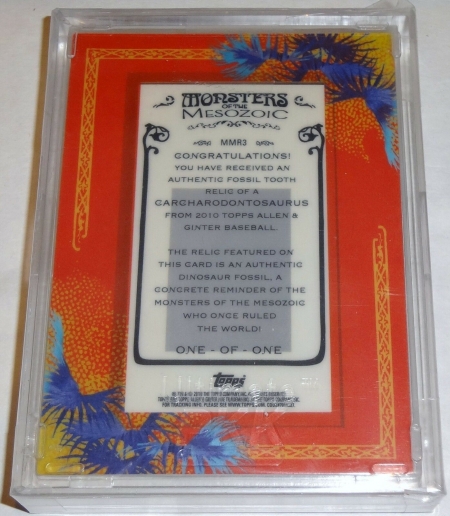 MONSTERS
OF THE
MESOZOIC
MMR3
CONGRATULATIONS!
YOU HAVE RECEIVED AN
AUTHENTIC FOSSIL TOOTH
RELIC OF A
CARCHARODONTOSAURUS
FROM 2010 TOPPS ALLEN &
GINTER BASEBALL.
THE RELIC FEATURED ON
THIS CARD IS AN AUTHENTIC
DINOSAUR FOSSIL, A
CONCRETE REMINDER OF THE
MONSTERS OF THE MESOZOIC
WHO ONCE RULED
THE WORLD!
ONE - OF - ONE
Topps